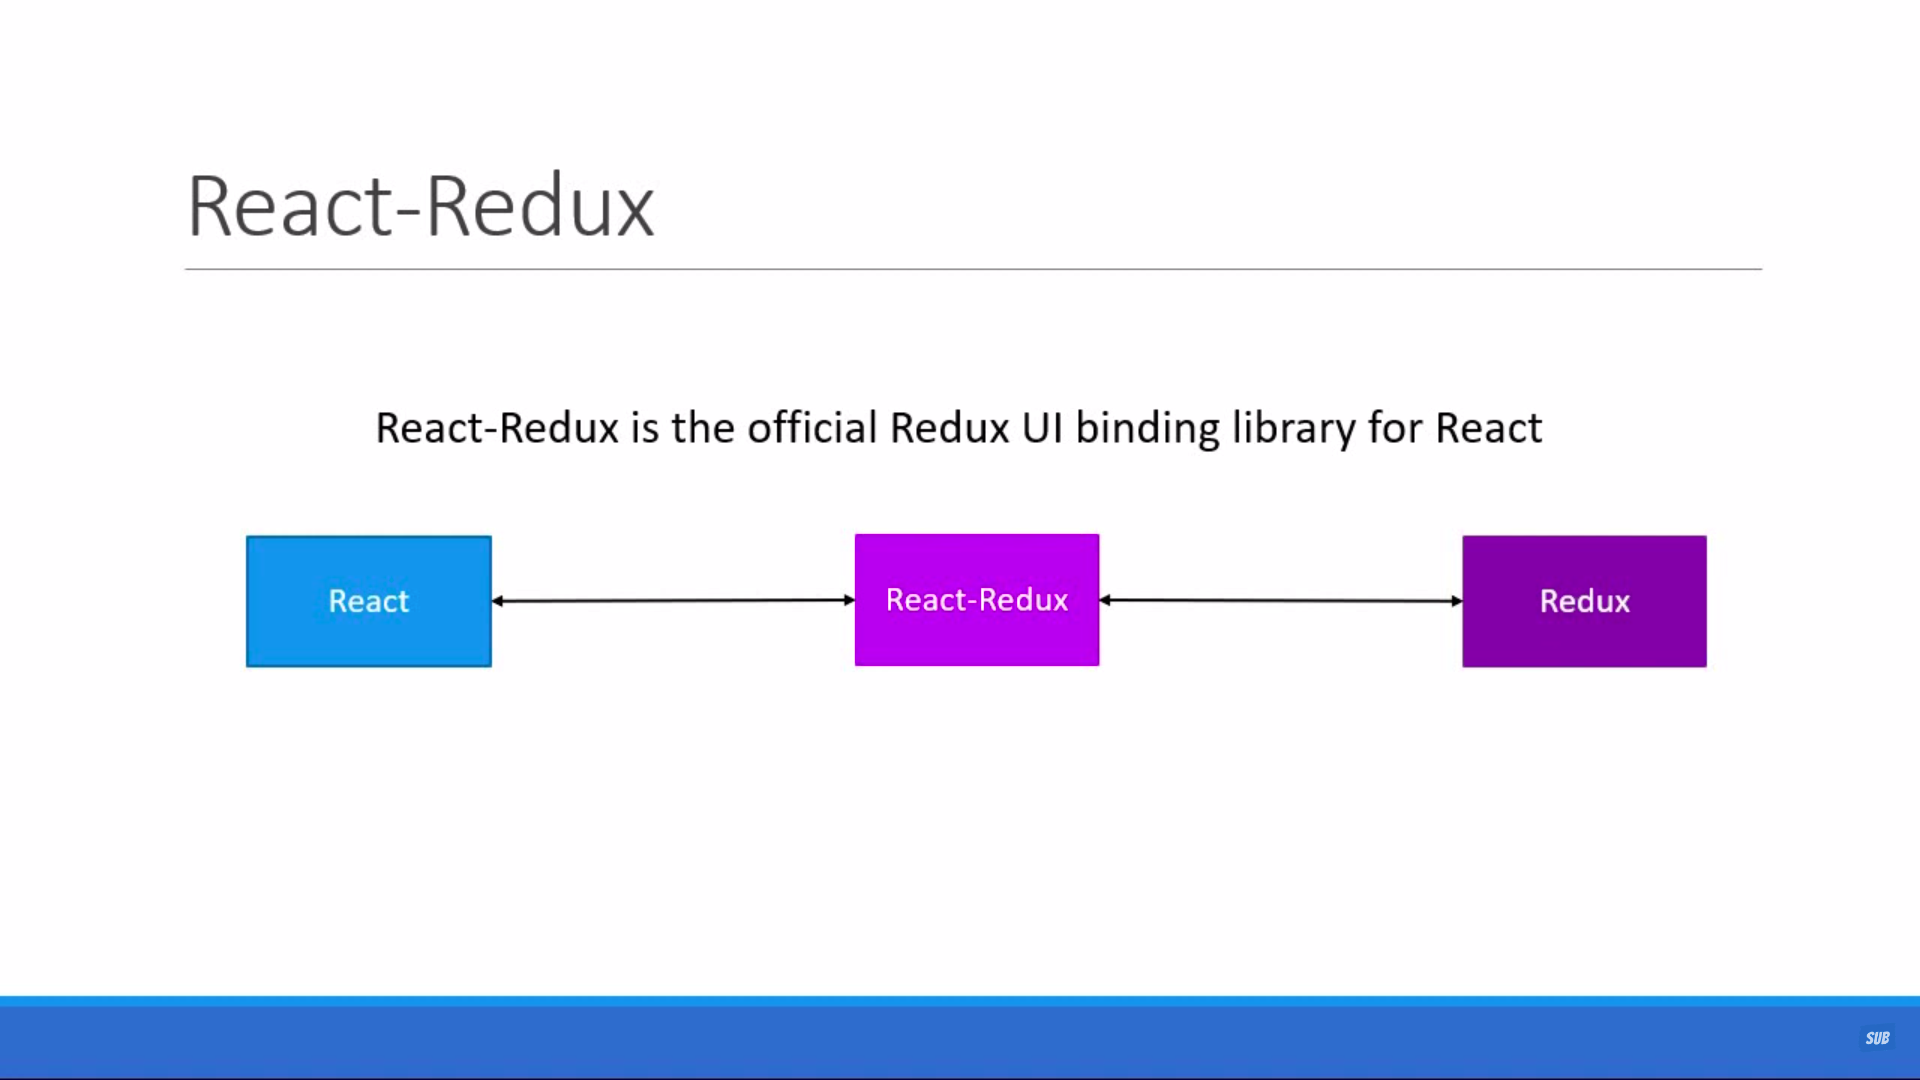 React-Redux
React-Redux is the official Redux UI binding library for React
React
React-Redux
Redux
SUB